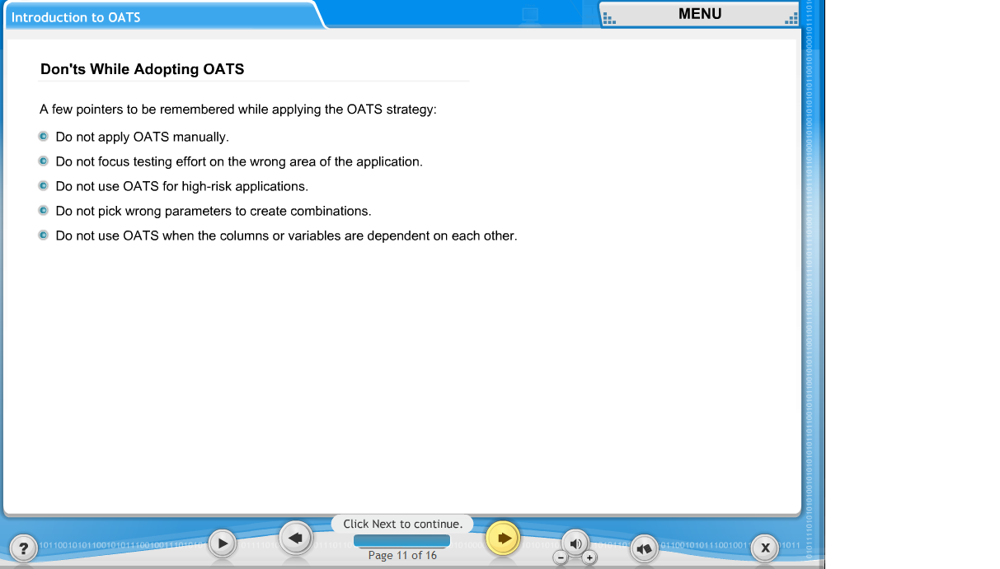 Introduction to OATS
MENU
Don'ts While Adopting OATS
A few pointers to be remembered while applying the OATS strategy:
Do not apply OATS manually.
Do not focus testing effort on the wrong area of the application.
Do not use OATS for high-risk applications.
Do not pick wrong parameters to create combinations.
Do not use OATS when the columns or variables are dependent on each other.
Click Next to continue.
Page 11 of 16
?
X